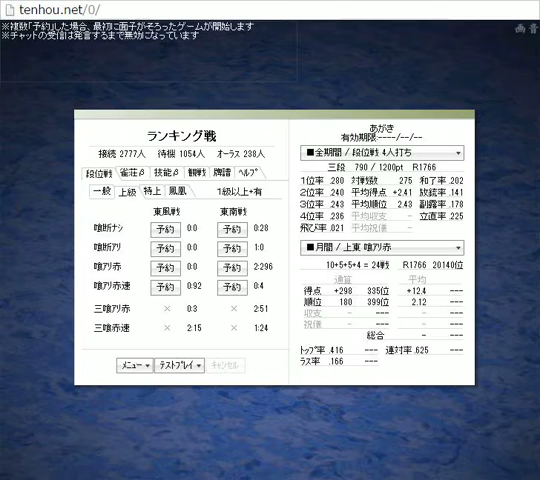 tenhou.net/0/
※複数「予約」した場合、最初に面子がそろったゲームが開始します
※チャットの受信は発言するまで無効になっています
画 音
ランキング戦
接続 2777人 待機 1054人 オーラス 238人
段位戦 雀荘β 技能β 観戦 牌譜 ヘルプ
一般 上級 特上 鳳凰 1級以上+有
東風戦 東南戦
喰断ナシ 予約 0:0 予約 0:28
喰断アリ 予約 0:0 予約 1:0
喰アリ赤 予約 0:0 予約 2:296
喰アリ赤速 予約 0:92 予約 0:4
三喰アリ赤 × 0:3 × 2:51
三喰赤速 × 2:15 × 1:24
メニュー▼ テストプレイ▼ キャンセル
あがき
有効期限----/--/--
■全期間 / 段位戦 4人打ち
三段 790 / 1200pt R1766
1位率 .280 対戦数 275 和了率 .202
2位率 .240 平均得点 +2.41 放銃率 .141
3位率 .243 平均順位 2.43 副露率 .178
4位率 .236 平均収支 - 立直率 .225
飛び率 .021 平均祝儀 -
■月間 / 上東 喰アリ赤
10+5+5+4 = 24戦 R1766 20140位
通算 平均
得点 +298 335位 +12.4 ---
順位 180 399位 2.12 ---
収支 - --- - ---
祝儀 - --- - ---
総合 - ---
トップ率 .416 --- 連対率 .625 ---
ラス率 .166 ---